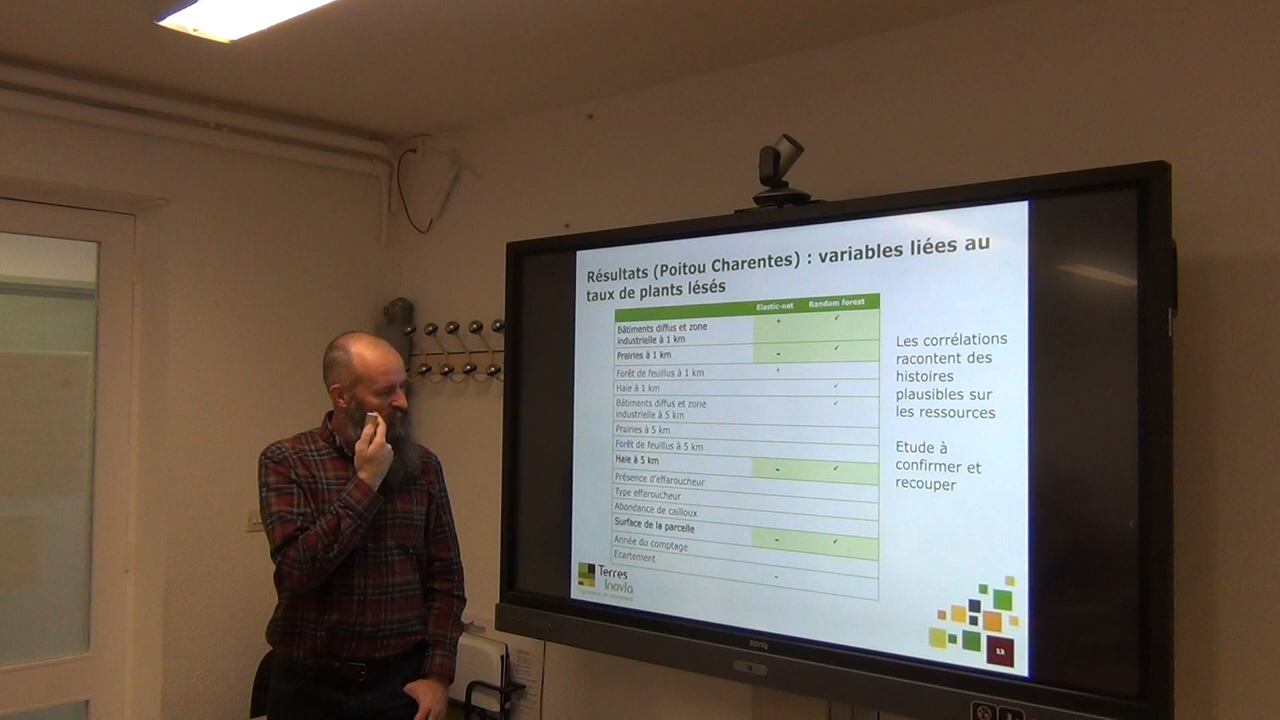 Résultats (Poitou Charentes) : variables liées au
taux de plants lésés
Elastic-net Random forest
Bâtiments diffus et zone
industrielle à 1 km + ✓
Prairies à 1 km - ✓
Forêt de feuillus à 1 km +
Haie à 1 km ✓
Bâtiments diffus et zone
industrielle à 5 km ✓
Prairies à 5 km
Forêt de feuillus à 5 km
Haie à 5 km - ✓
Présence d'effaroucheur
Type effaroucheur
Abondance de cailloux
Surface de la parcelle - ✓
Année du comptage
Ecartement -
Les corrélations
racontent des
histoires
plausibles sur
les ressources
Etude à
confirmer et
recouper
Terres
Inovia
13
BenQ